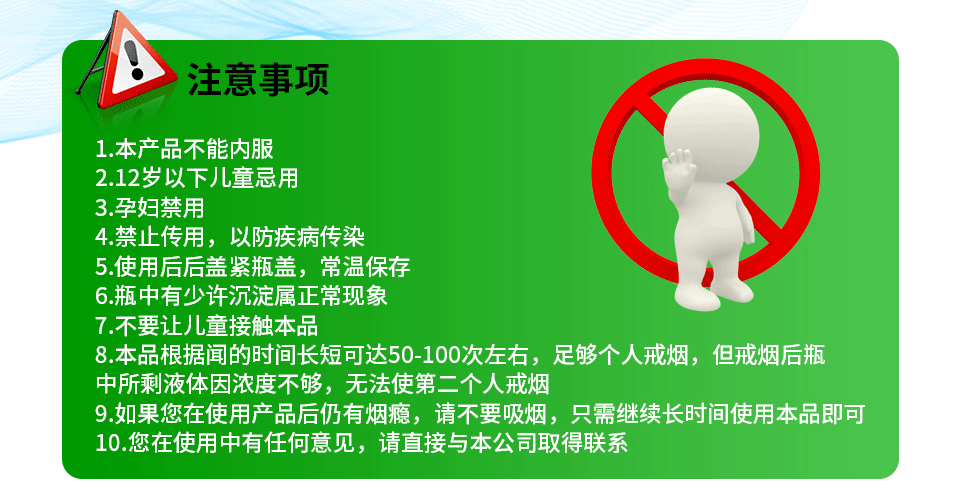 注意事项
1.本产品不能内服
2.12岁以下儿童忌用
3.孕妇禁用
4.禁止传用，以防疾病传染
5.使用后后盖紧瓶盖，常温保存
6.瓶中有少许沉淀属正常现象
7.不要让儿童接触本品
8.本品根据闻的时间长短可达50-100次左右，足够个人戒烟，但戒烟后瓶
中所剩液体因浓度不够，无法使第二个人戒烟
9.如果您在使用产品后仍有烟瘾，请不要吸烟，只需继续长时间使用本品即可
10.您在使用中有任何意见，请直接与本公司取得联系